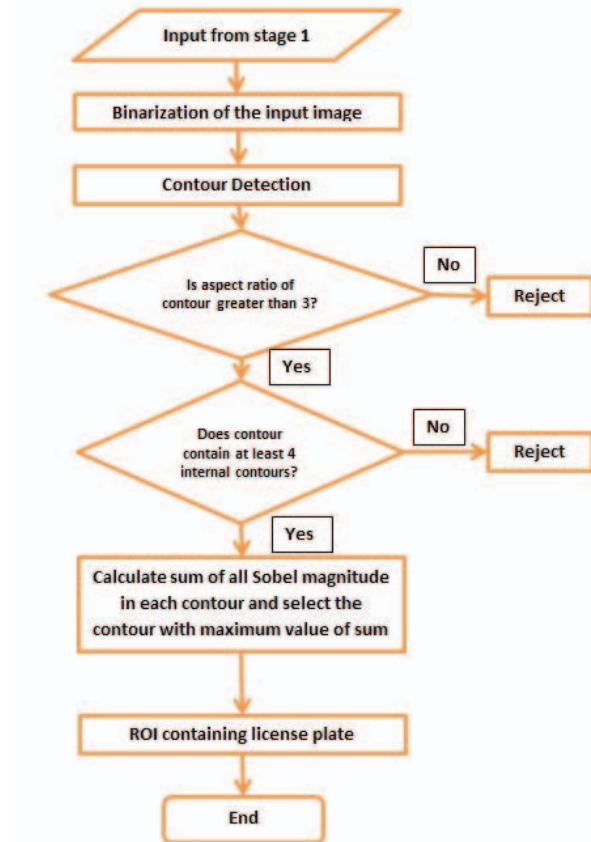 Input from stage 1
Binarization of the input image
Contour Detection
Is aspect ratio of
contour greater than 3?
No
Reject
Yes
Does contour
contain at least 4
internal contours?
No
Reject
Yes
Calculate sum of all Sobel magnitude
in each contour and select the
contour with maximum value of sum
ROI containing license plate
End